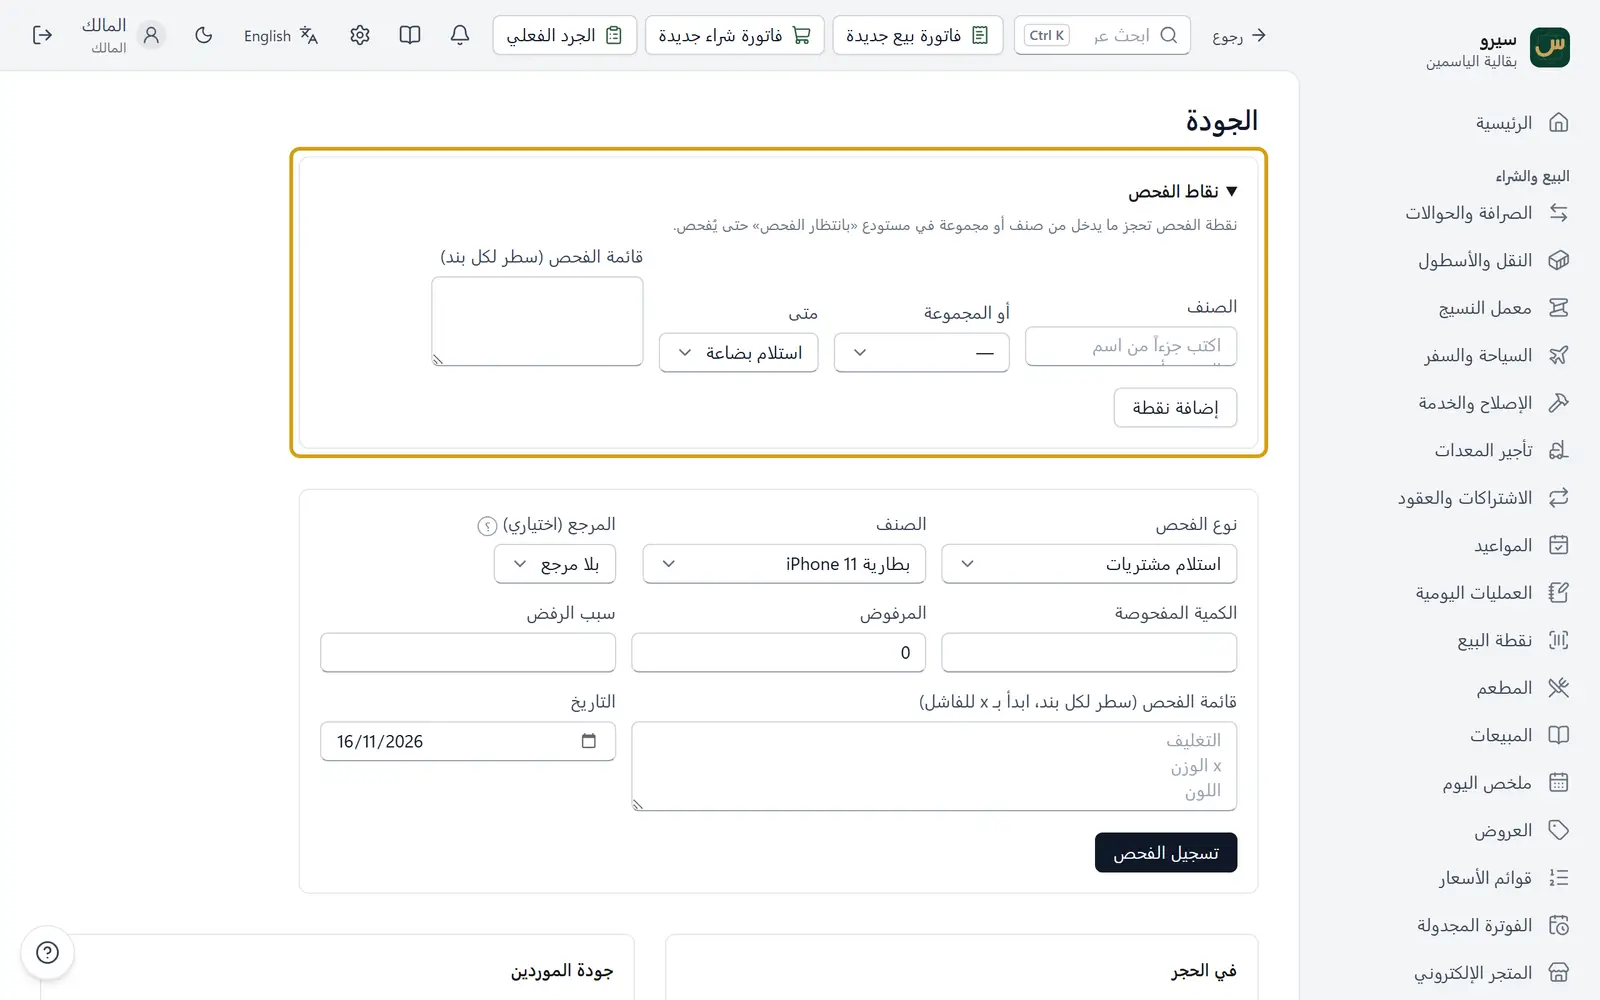 سيرو
بقالية الياسمين
رجوع
ابحث عن
Ctrl K
فاتورة بيع جديدة
فاتورة شراء جديدة
الجرد الفعلي
English
المالك
المالك
الرئيسية
البيع والشراء
الصرافة والحوالات
النقل والأسطول
معمل النسيج
السياحة والسفر
الإصلاح والخدمة
تأجير المعدات
الاشتراكات والعقود
المواعيد
العمليات اليومية
نقطة البيع
المطعم
المبيعات
ملخص اليوم
العروض
قوائم الأسعار
الفوترة المجدولة
المتجر الإلكتروني
الجودة
▼ نقاط الفحص
نقطة الفحص تحجز ما يدخل من صنف أو مجموعة في مستودع «بانتظار الفحص» حتى يُفحص.
الصنف
اكتب جزءاً من اسم
أو المجموعة
—
متى
استلام بضاعة
قائمة الفحص (سطر لكل بند)
إضافة نقطة
نوع الفحص
استلام مشتريات
الصنف
بطارية iPhone 11
المرجع (اختياري) ؟
بلا مرجع
الكمية المفحوصة
المرفوض
0
سبب الرفض
قائمة الفحص (سطر لكل بند، ابدأ بـ x للفاشل)
التغليف
x الوزن
اللون
التاريخ
16/11/2026
تسجيل الفحص
في الحجر
جودة الموردين